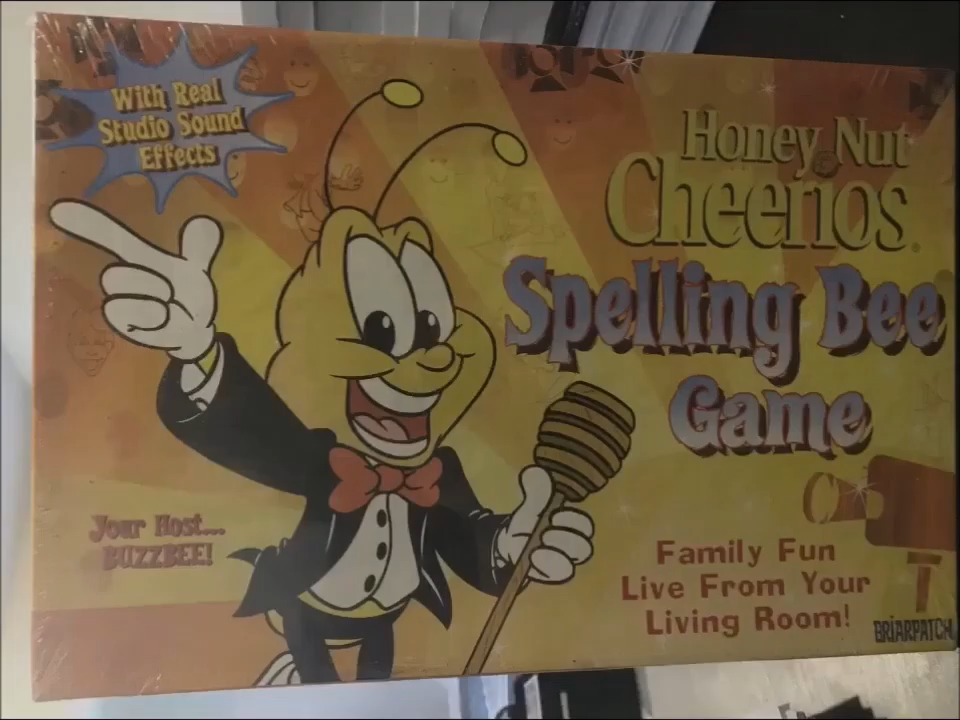 With Real
Studio Sound
Effects
Honey Nut
Cheerios
Spelling Bee
Game
Your Host...
BUZZBEE!
Family Fun
Live From Your
Living Room!
BRIARPATCH